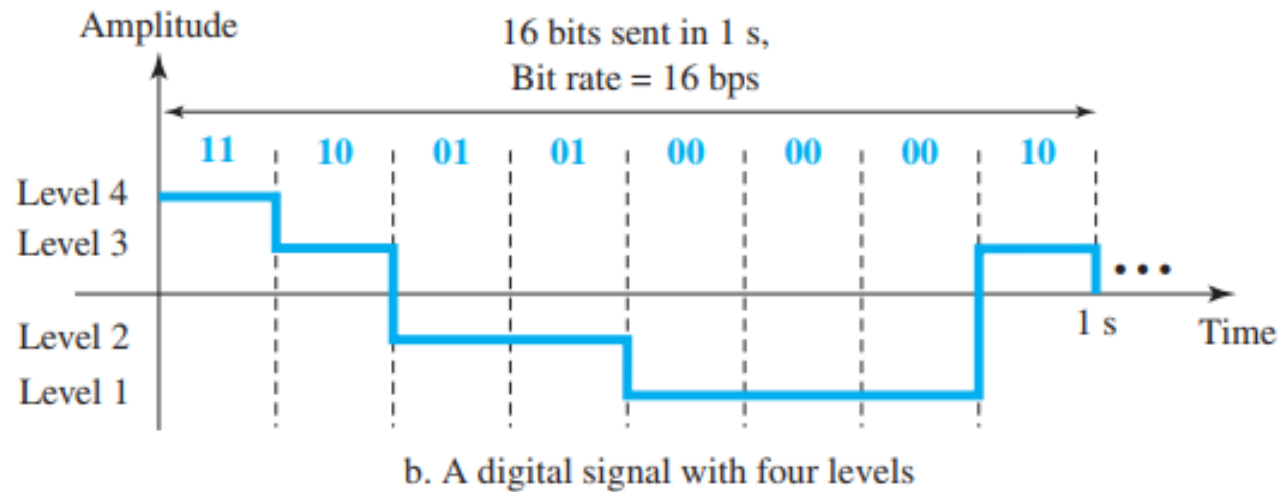 Amplitude
16 bits sent in 1 s,
Bit rate = 16 bps
11 10 01 01 00 00 00 10
Level 4
Level 3
Level 2
Level 1
1 s
Time
b. A digital signal with four levels